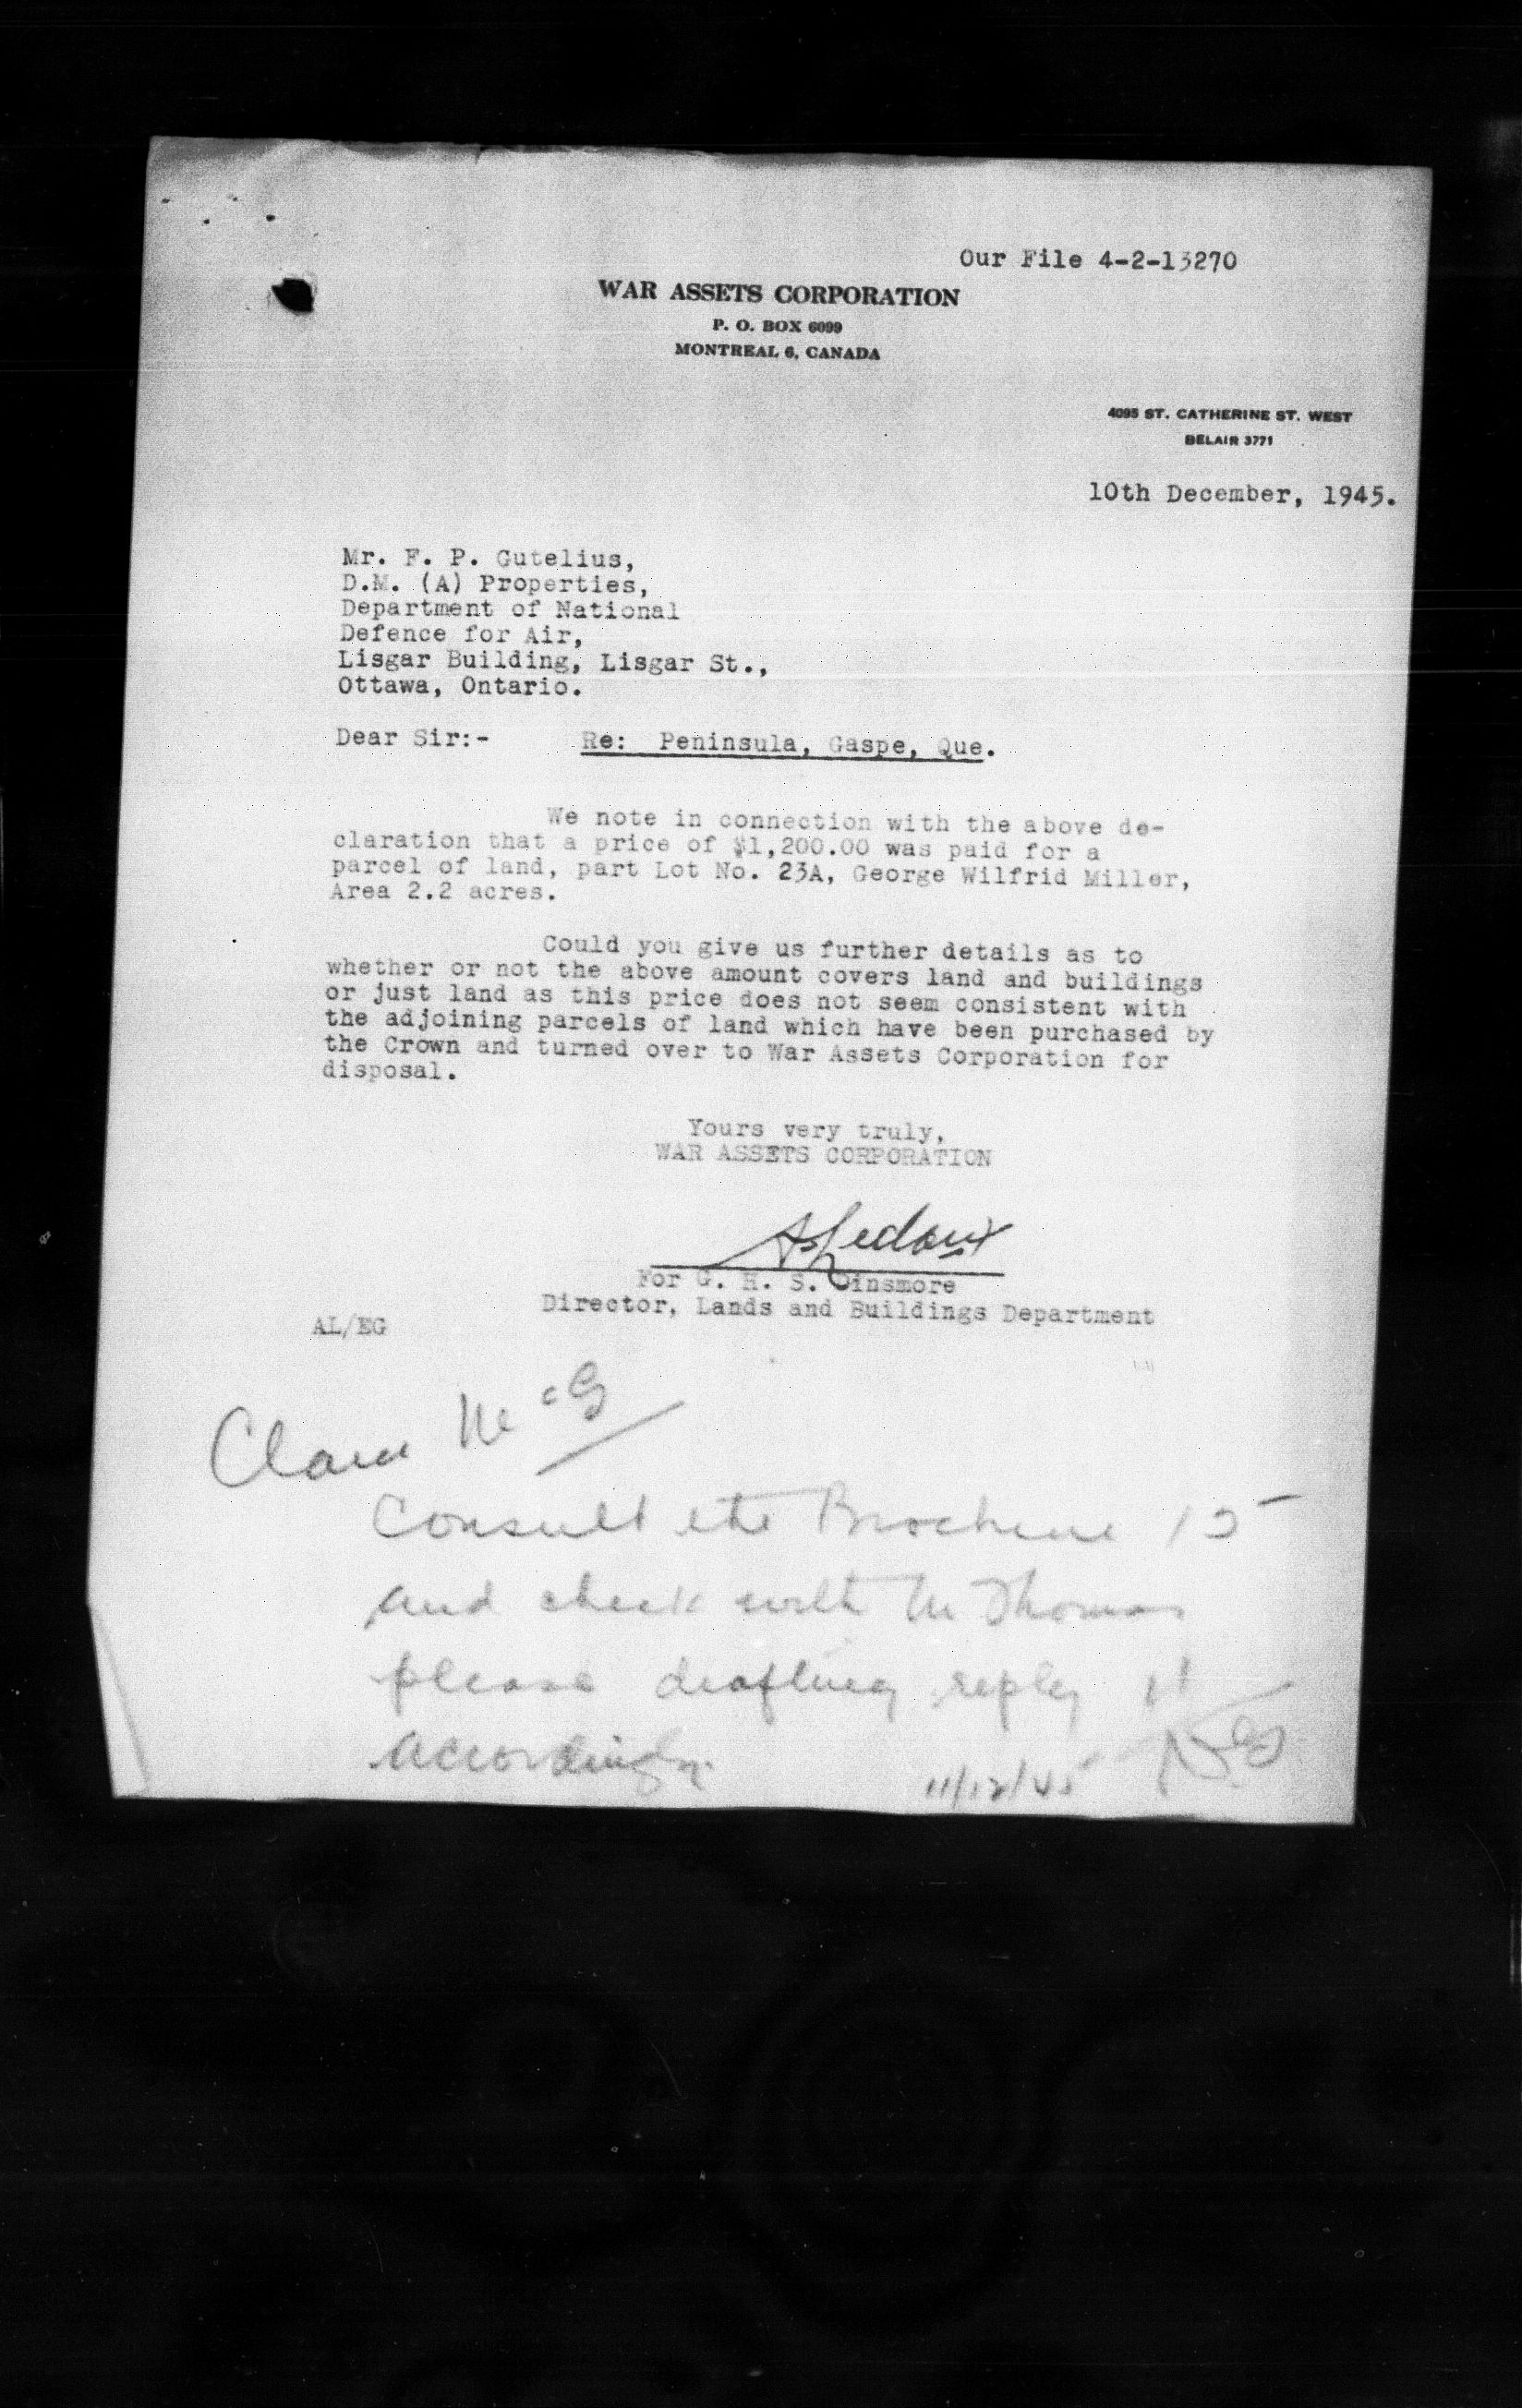 Our File 4-2-13270
WAR ASSETS CORPORATION
P. O. BOX 6099
MONTREAL 6, CANADA
4095 ST. CATHERINE ST. WEST
BELAIR 3771
10th December, 1945.
Mr. F. P. Gutelius,
D.M. (A) Properties,
Department of National
Defence for Air,
Lisgar Building, Lisgar St.,
Ottawa, Ontario.
Dear Sir:- Re: Peninsula, Gaspe, Que.
We note in connection with the above de-
claration that a price of $1,200.00 was paid for a
parcel of land, part Lot No. 23A, George Wilfrid Miller,
Area 2.2 acres.
Could you give us further details as to
whether or not the above amount covers land and buildings
or just land as this price does not seem consistent with
the adjoining parcels of land which have been purchased by
the Crown and turned over to War Assets Corporation for
disposal.
Yours very truly,
WAR ASSETS CORPORATION
A Ledoux
For G. H. S. Dinsmore
Director, Lands and Buildings Department
AL/EG
McG
Consult the Brochure
and check with Mr Thomas
please drafting reply
accordingly.
11/12/45